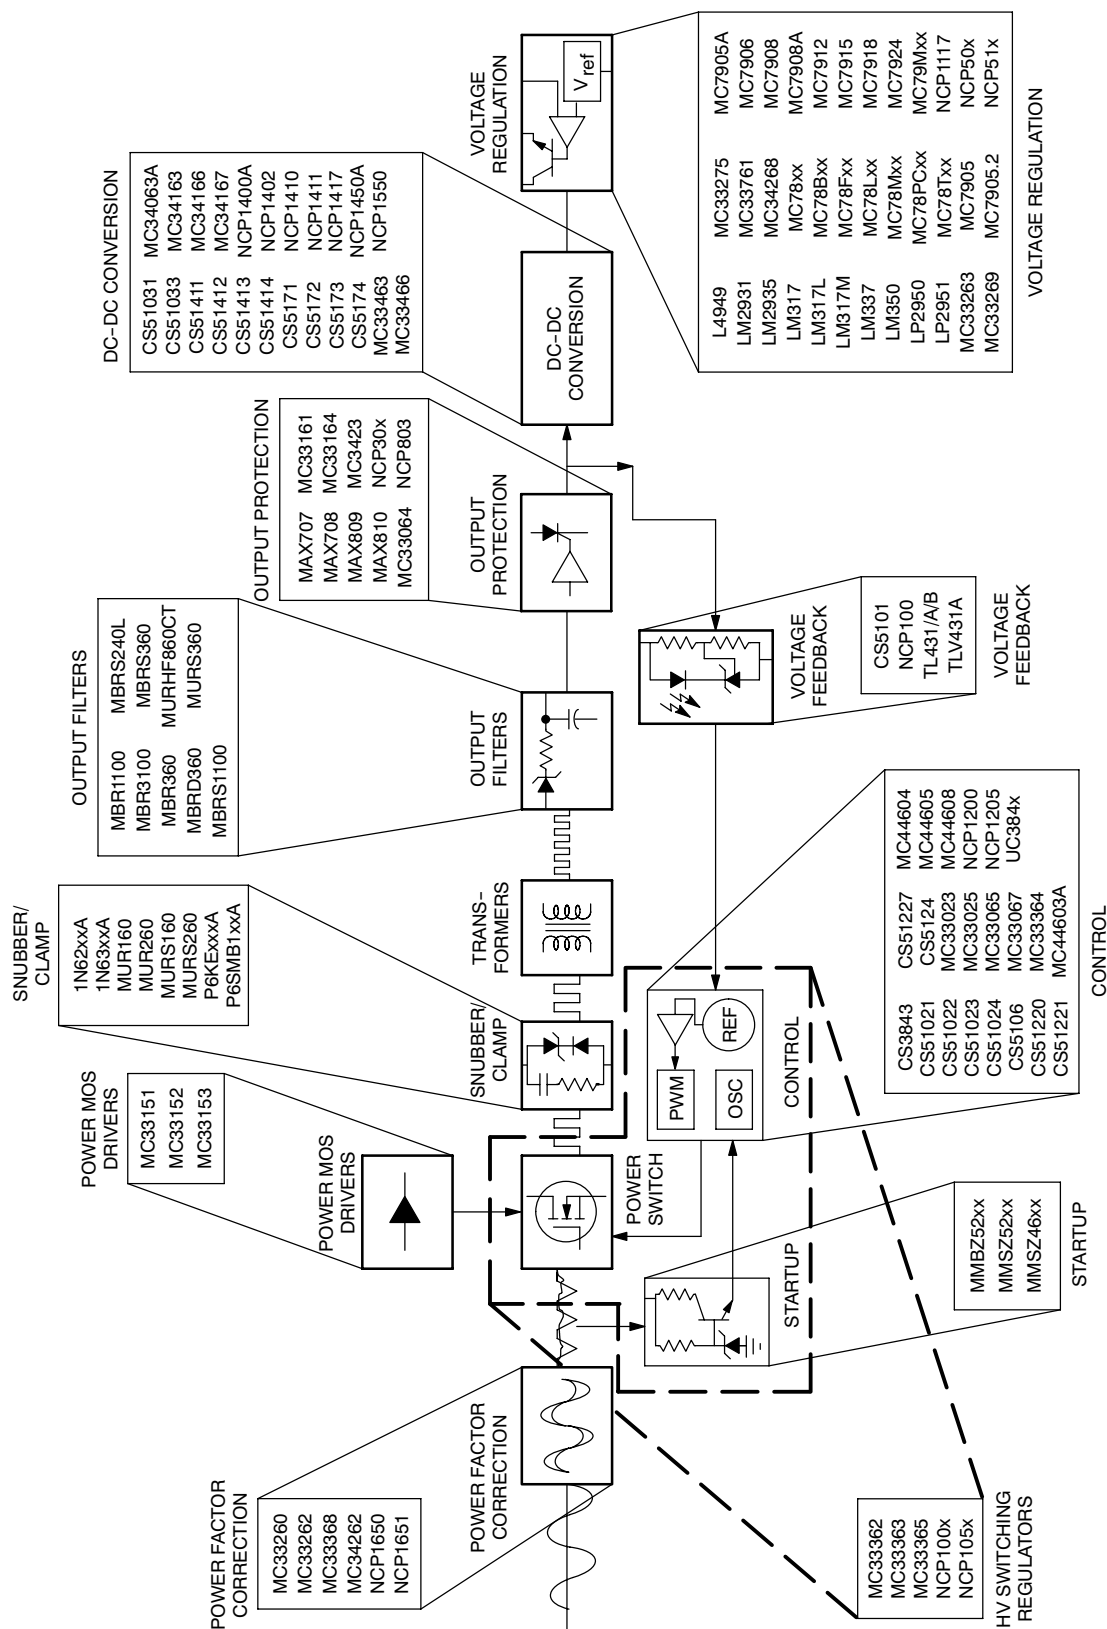 POWER FACTOR
CORRECTION
MC33260
MC33262
MC33368
MC34262
NCP1650
NCP1651
POWER MOS
DRIVERS
MC33151
MC33152
MC33153
SNUBBER/
CLAMP
1N62xxA
1N63xxA
MUR160
MUR260
MURS160
MURS260
P6KExxxA
P6SMB1xxA
OUTPUT FILTERS
MBR1100
MBR3100
MBR360
MBRD360
MBRS1100
MBRS240L
MBRS360
MURHF860CT
MURS360
OUTPUT PROTECTION
MAX707
MAX708
MAX809
MAX810
MC33064
MC33161
MC33164
MC3423
NCP30x
NCP803
DC–DC CONVERSION
CS51031
CS51033
CS51411
CS51412
CS51413
CS51414
CS5171
CS5172
CS5173
CS5174
MC33463
MC33466
MC34063A
MC34163
MC34166
MC34167
NCP1400A
NCP1402
NCP1410
NCP1411
NCP1417
NCP1450A
NCP1550
POWER FACTOR
CORRECTION
POWER MOS
DRIVERS
POWER
SWITCH
SNUBBER/
CLAMP
TRANS–
FORMERS
OUTPUT
FILTERS
OUTPUT
PROTECTION
DC–DC
CONVERSION
VOLTAGE
REGULATION
Vref
STARTUP
PWM
OSC
REF
CONTROL
VOLTAGE
FEEDBACK
MC33362
MC33363
MC33365
NCP100x
NCP105x
HV SWITCHING
REGULATORS
MMBZ52xx
MMSZ52xx
MMSZ46xx
STARTUP
CS3843
CS51021
CS51022
CS51023
CS51024
CS5106
CS51220
CS51221
CS51227
CS5124
MC33023
MC33025
MC33065
MC33067
MC33364
MC44603A
MC44604
MC44605
MC44608
NCP1200
NCP1205
UC384x
CONTROL
CS5101
NCP100
TL431/A/B
TLV431A
VOLTAGE
FEEDBACK
L4949
LM2931
LM2935
LM317
LM317L
LM317M
LM337
LM350
LP2950
LP2951
MC33263
MC33269
MC33275
MC33761
MC34268
MC78xx
MC78Bxx
MC78Fxx
MC78Lxx
MC78Mxx
MC78PCxx
MC78Txx
MC7905
MC7905.2
MC7905A
MC7906
MC7908
MC7908A
MC7912
MC7915
MC7918
MC7924
MC79Mxx
NCP1117
NCP50x
NCP51x
VOLTAGE REGULATION